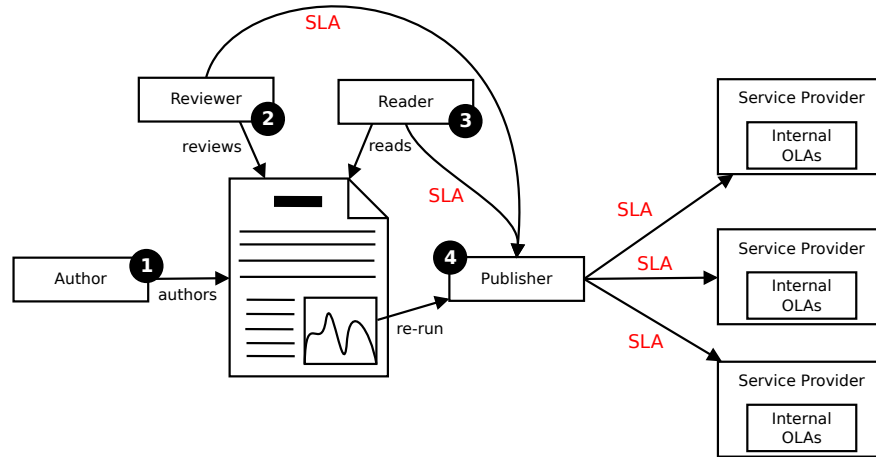 SLA
Reviewer
2
Reader
3
reviews
reads
SLA
Author
1
authors
4
Publisher
re-run
SLA
SLA
SLA
Service Provider
Internal
OLAs
Service Provider
Internal
OLAs
Service Provider
Internal
OLAs